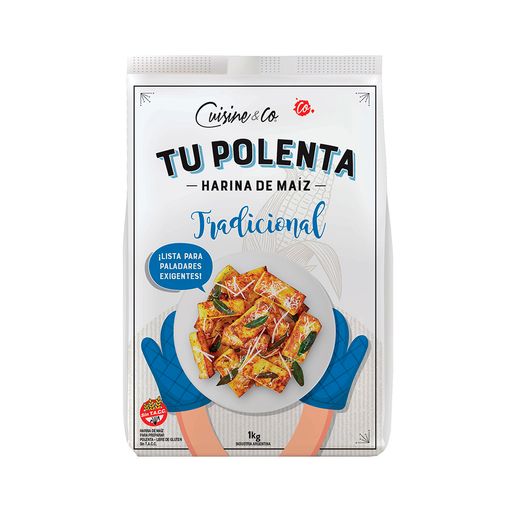 Cuisine & Co.
Co.
TU POLENTA
HARINA DE MAÍZ
Tradicional
¡LISTA PARA
PALADARES
EXIGENTES!
Sin T.A.C.C.
HARINA DE MAÍZ
PARA PREPARAR
POLENTA - LIBRE DE GLUTEN
Sin T.A.C.C.
1kg
INDUSTRIA ARGENTINA